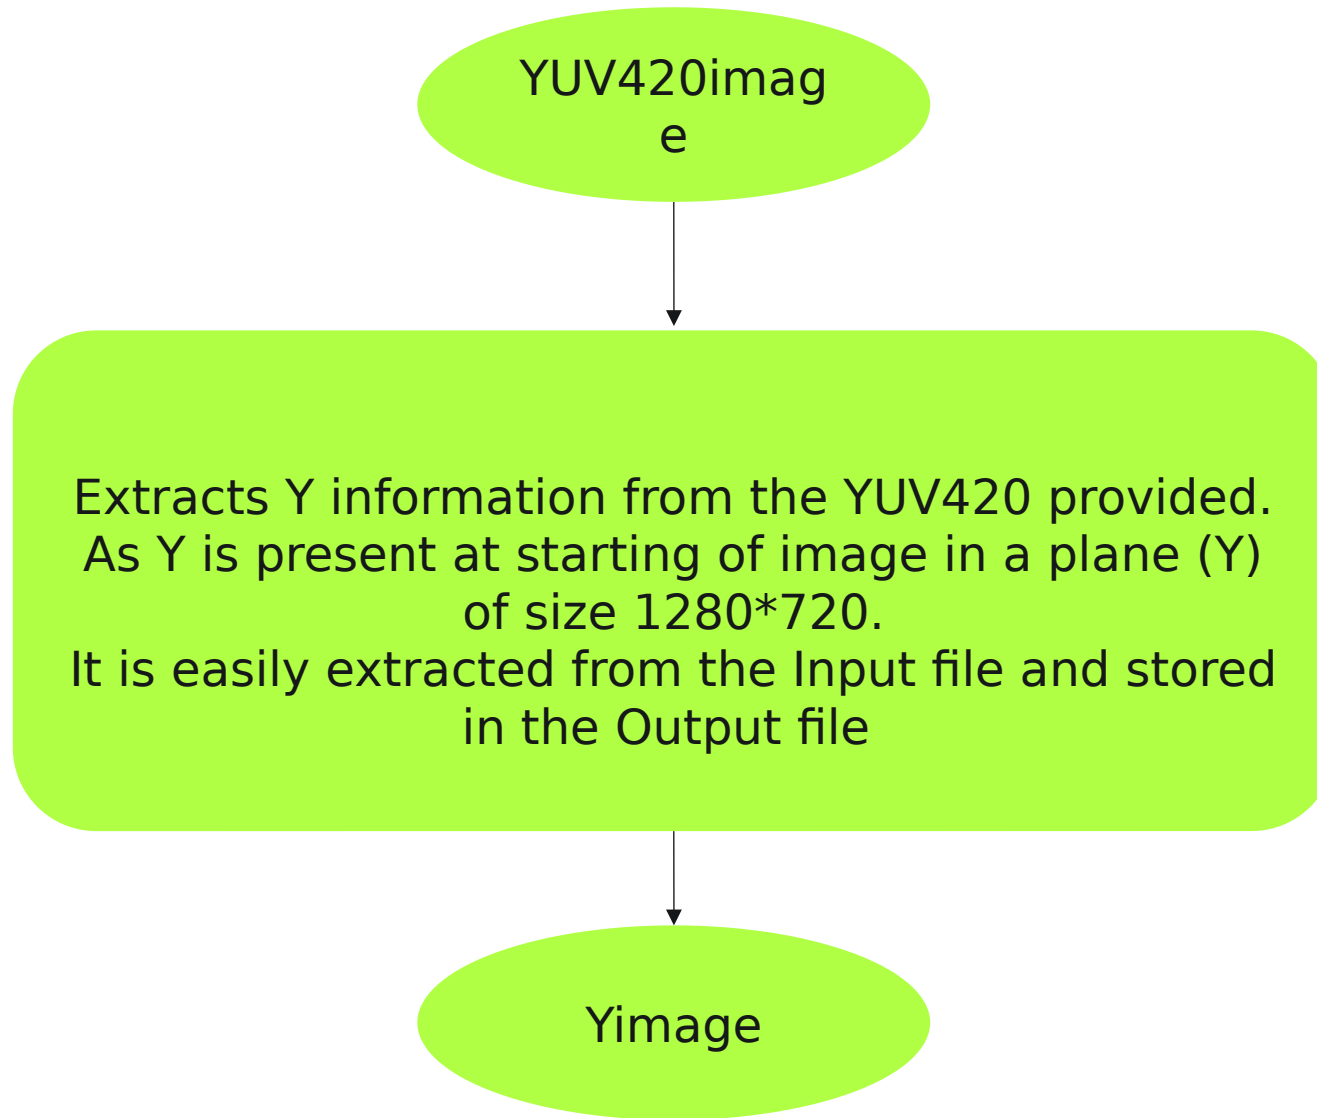 YUV420imag
e
Extracts Y information from the YUV420 provided.
As Y is present at starting of image in a plane (Y)
of size 1280*720.
It is easily extracted from the Input file and stored
in the Output file
Yimage